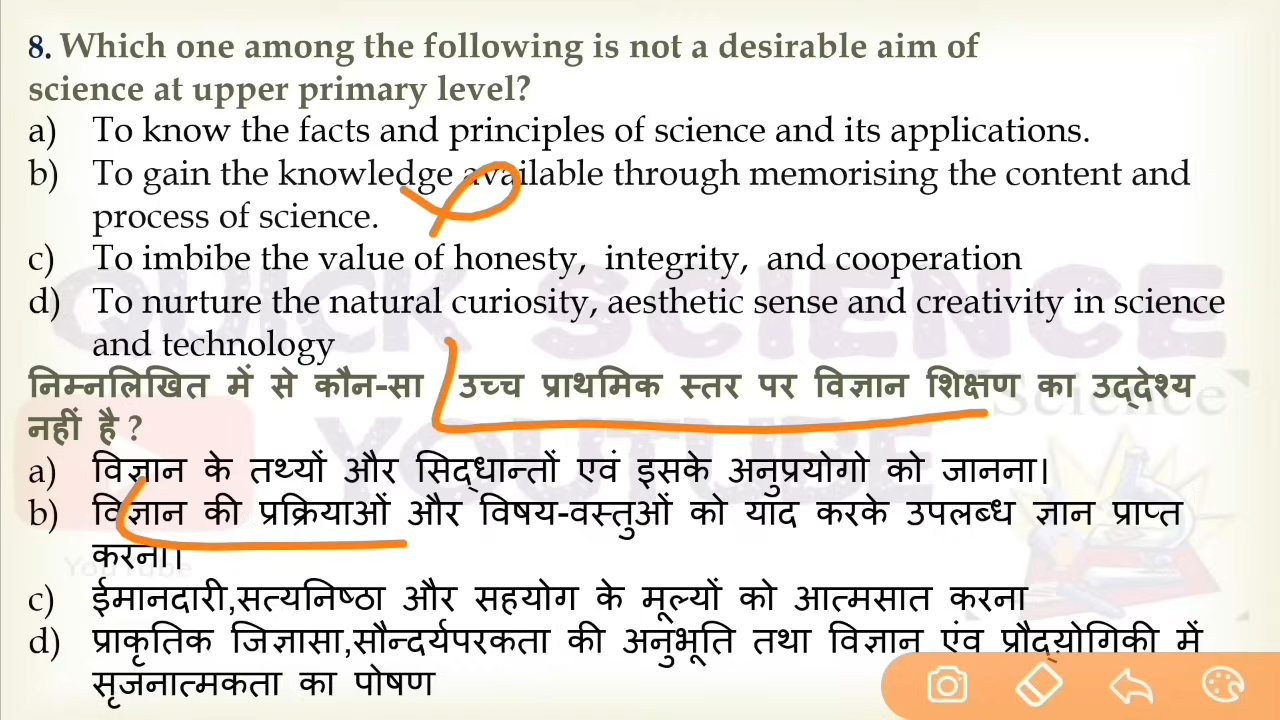 8. Which one among the following is not a desirable aim of
science at upper primary level?
a) To know the facts and principles of science and its applications.
b) To gain the knowledge available through memorising the content and
process of science.
c) To imbibe the value of honesty, integrity, and cooperation
d) To nurture the natural curiosity, aesthetic sense and creativity in science
and technology
निम्नलिखित में से कौन-सा उच्च प्राथमिक स्तर पर विज्ञान शिक्षण का उद्देश्य
नहीं है ?
a) विज्ञान के तथ्यों और सिद्धान्तों एवं इसके अनुप्रयोगो को जानना।
b) विज्ञान की प्रक्रियाओं और विषय-वस्तुओं को याद करके उपलब्ध ज्ञान प्राप्त
करना।
c) ईमानदारी,सत्यनिष्ठा और सहयोग के मूल्यों को आत्मसात करना
d) प्राकृतिक जिज्ञासा,सौन्दर्यपरकता की अनुभूति तथा विज्ञान एंव प्रौद्योगिकी में
सृजनात्मकता का पोषण
QUICK SCIENCE
YOUTUBE
Science
YouTube